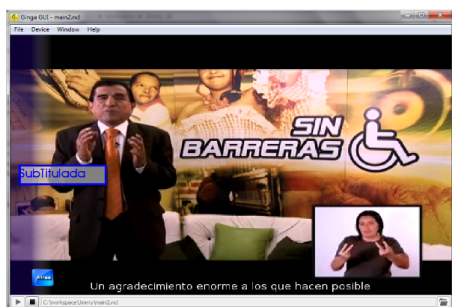 Ginga GUI - main2.ncl
File Device Window Help
SIN
BARRERAS
SubTitulada
Un agradecimiento enorme a los que hacen posible
C:\workspace\Jimmy\main2.ncl